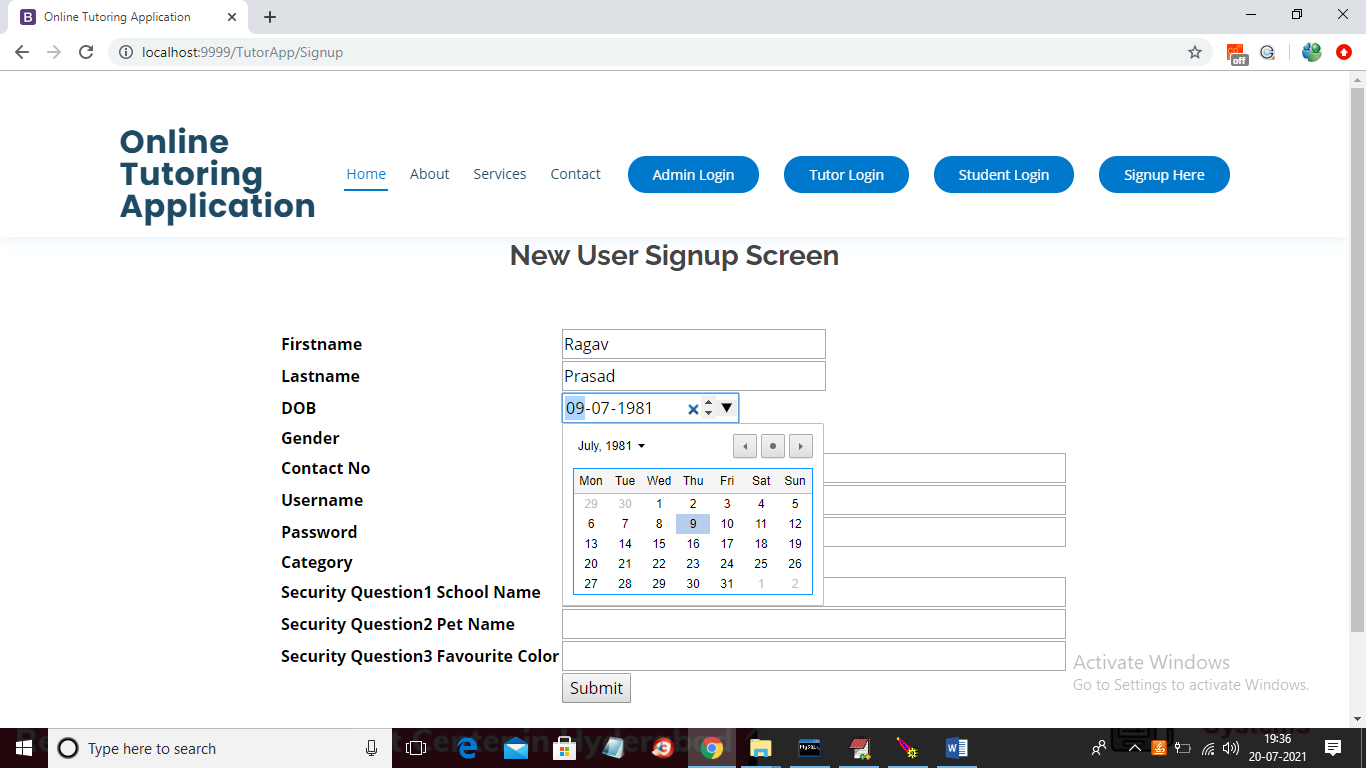 Online Tutoring Application
localhost:9999/TutorApp/Signup
off
Online
Tutoring
Application
Home About Services Contact Admin Login Tutor Login Student Login Signup Here
New User Signup Screen
Firstname Ragav
Lastname Prasad
DOB 09-07-1981
Gender
Contact No
Username
Password
Category
Security Question1 School Name
Security Question2 Pet Name
Security Question3 Favourite Color
July, 1981
Mon Tue Wed Thu Fri Sat Sun
29 30 1 2 3 4 5
6 7 8 9 10 11 12
13 14 15 16 17 18 19
20 21 22 23 24 25 26
27 28 29 30 31 1 2
Submit
Activate Windows
Go to Settings to activate Windows.
Type here to search
19:36
20-07-2021